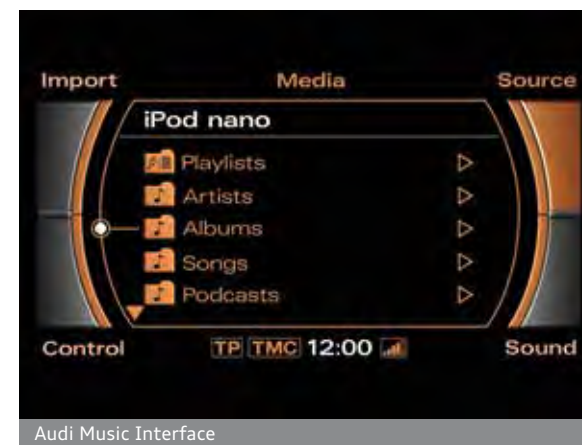 Import Media Source
iPod nano
Playlists
Artists
Albums
Songs
Podcasts
Control TP TMC 12:00 Sound
Audi Music Interface